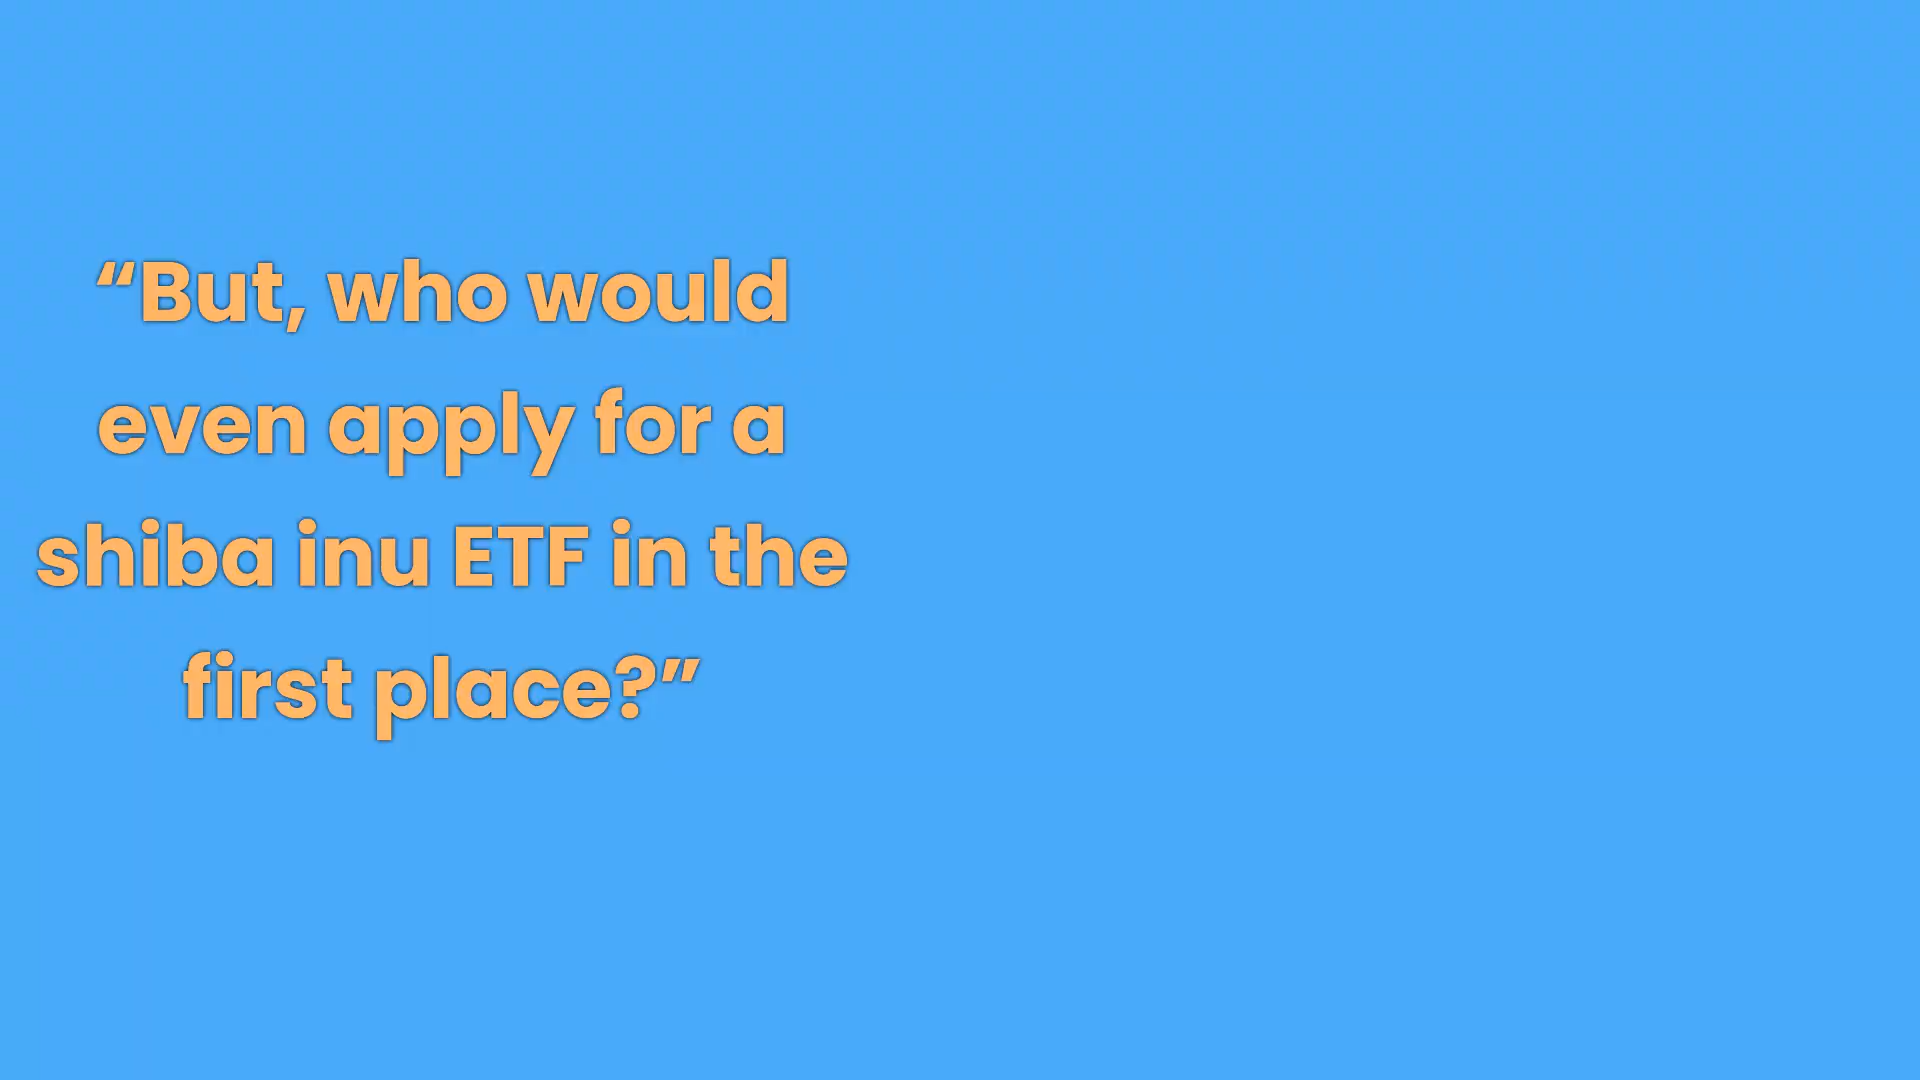 “But, who would
even apply for a
shiba inu ETF in the
first place?”